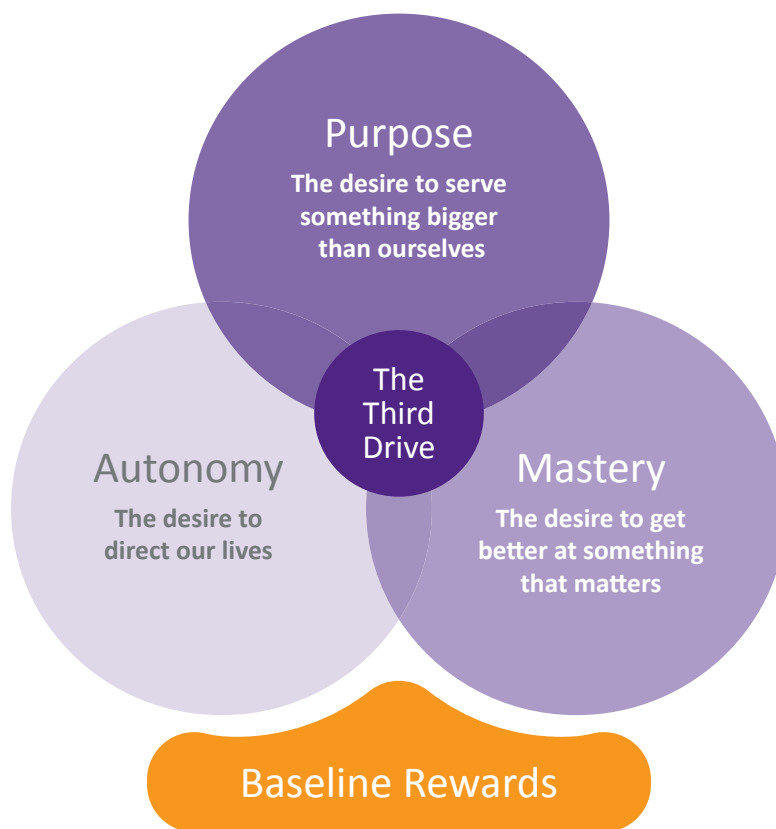 Purpose
The desire to serve
something bigger
than ourselves
The
Third
Drive
Autonomy
The desire to
direct our lives
Mastery
The desire to get
better at something
that matters
Baseline Rewards